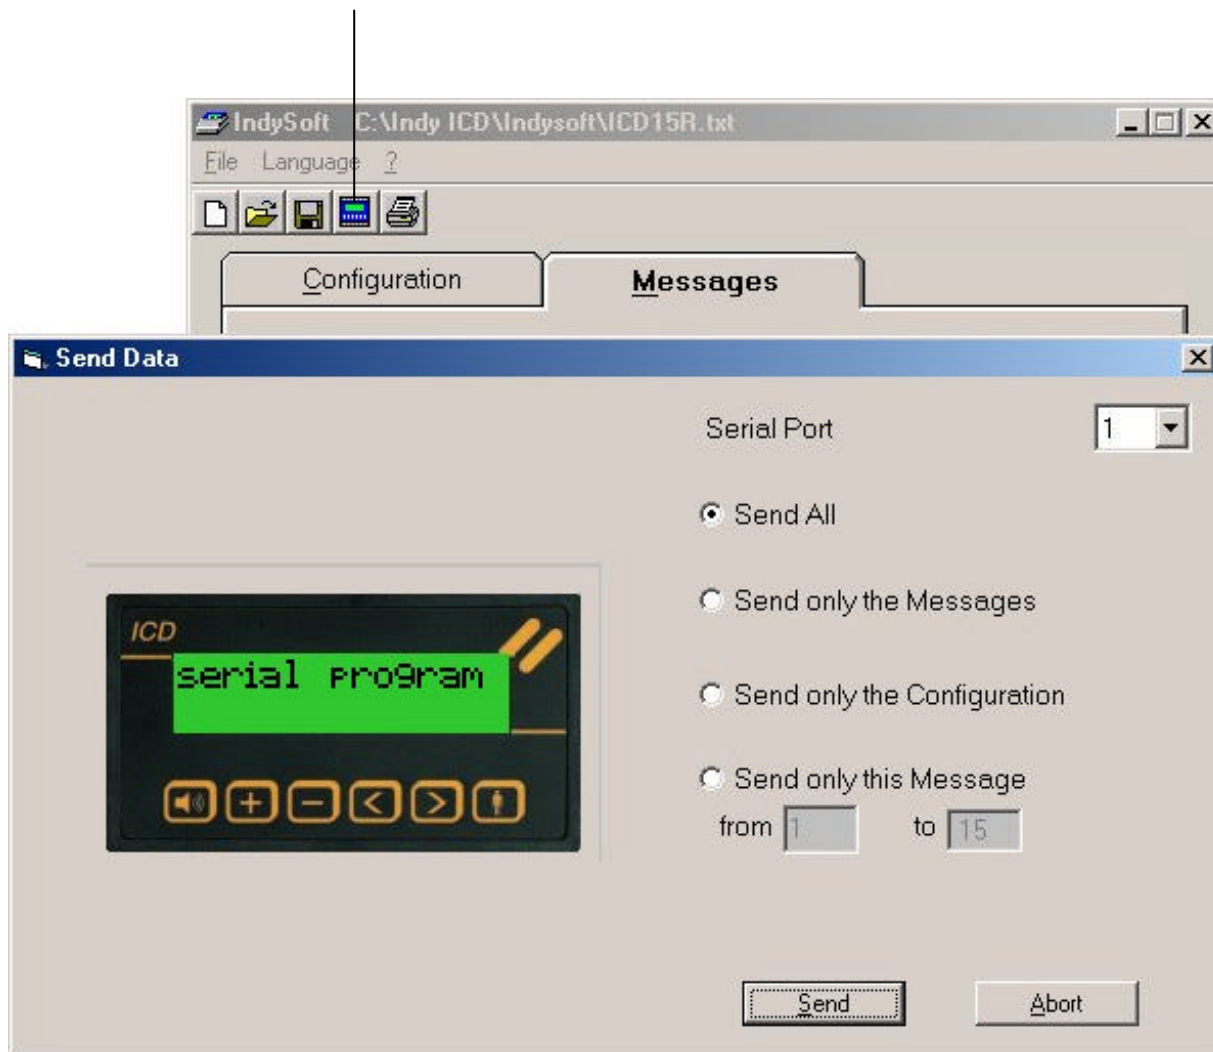 IndySoft C:\Indy ICD\Indysoft\ICD15R.txt
File Language ?
Configuration Messages
Send Data
Serial Port 1
Send All
Send only the Messages
ICD
serial program
Send only the Configuration
Send only this Message
from 1 to 15
Send Abort